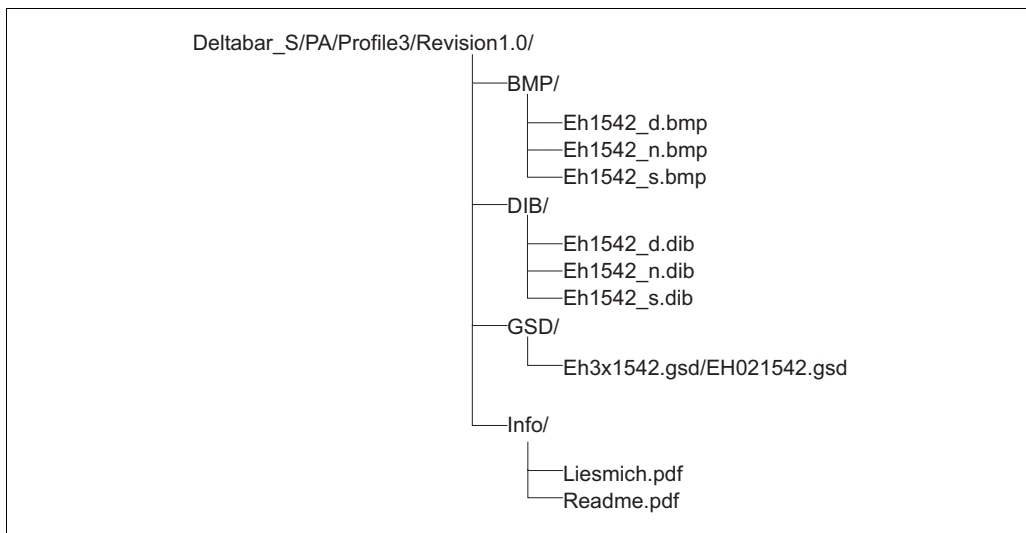 Deltabar_S/PA/Profile3/Revision1.0/
BMP/
Eh1542_d.bmp
Eh1542_n.bmp
Eh1542_s.bmp
DIB/
Eh1542_d.dib
Eh1542_n.dib
Eh1542_s.dib
GSD/
Eh3x1542.gsd/EH021542.gsd
Info/
Liesmich.pdf
Readme.pdf